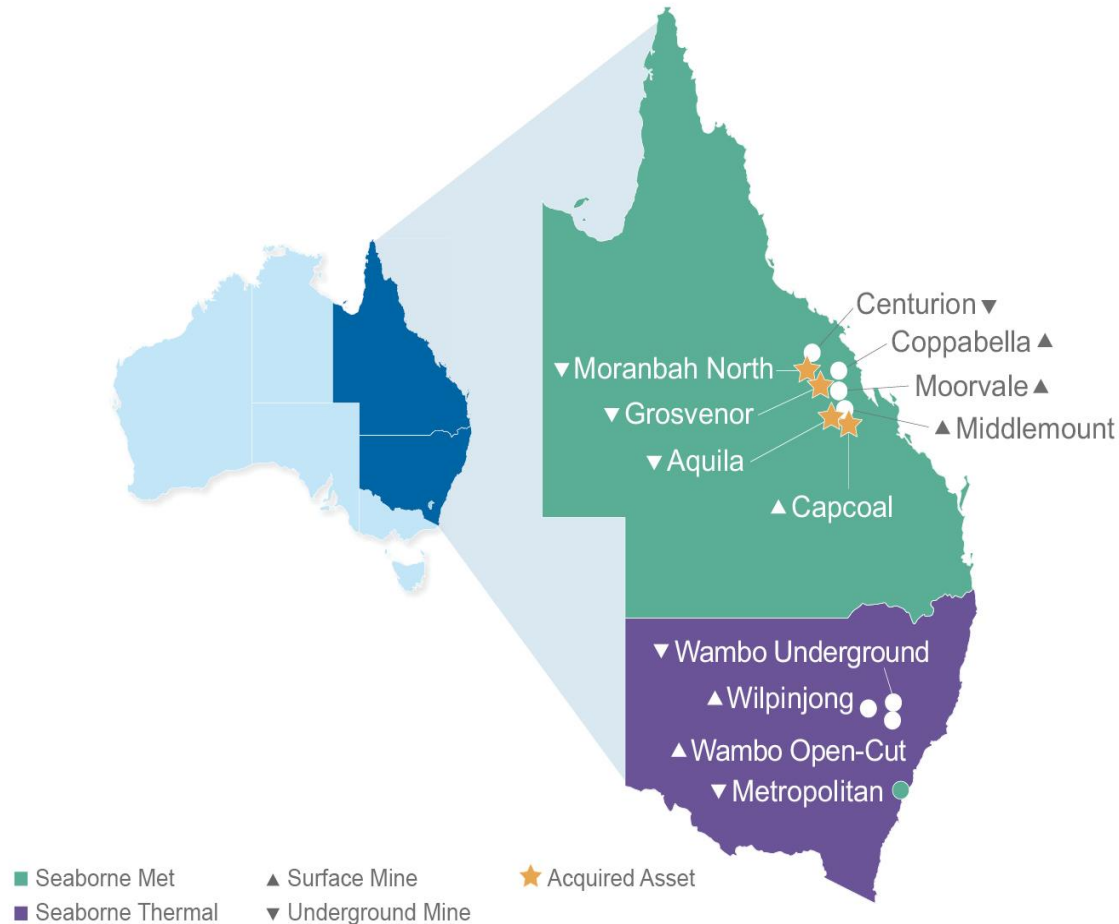 Centurion ▼
Coppabella ▲
▼ Moranbah North
Moorvale ▲
▼ Grosvenor
▲ Middlemount
▼ Aquila
▲ Capcoal
▼ Wambo Underground
▲ Wilpinjong
▲ Wambo Open-Cut
▼ Metropolitan
Seaborne Met
▲ Surface Mine
Acquired Asset
Seaborne Thermal
▼ Underground Mine